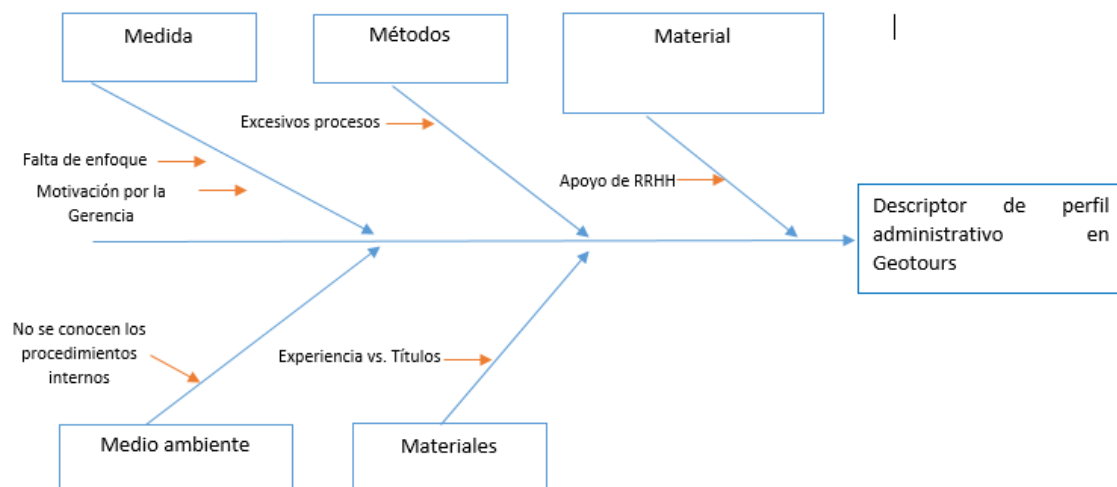 Medida
Métodos
Material
Excesivos procesos
Falta de enfoque
Motivación por la
Gerencia
Apoyo de RRHH
Descriptor de perfil
administrativo en
Geotours
No se conocen los
procedimientos
internos
Experiencia vs. Títulos
Medio ambiente
Materiales